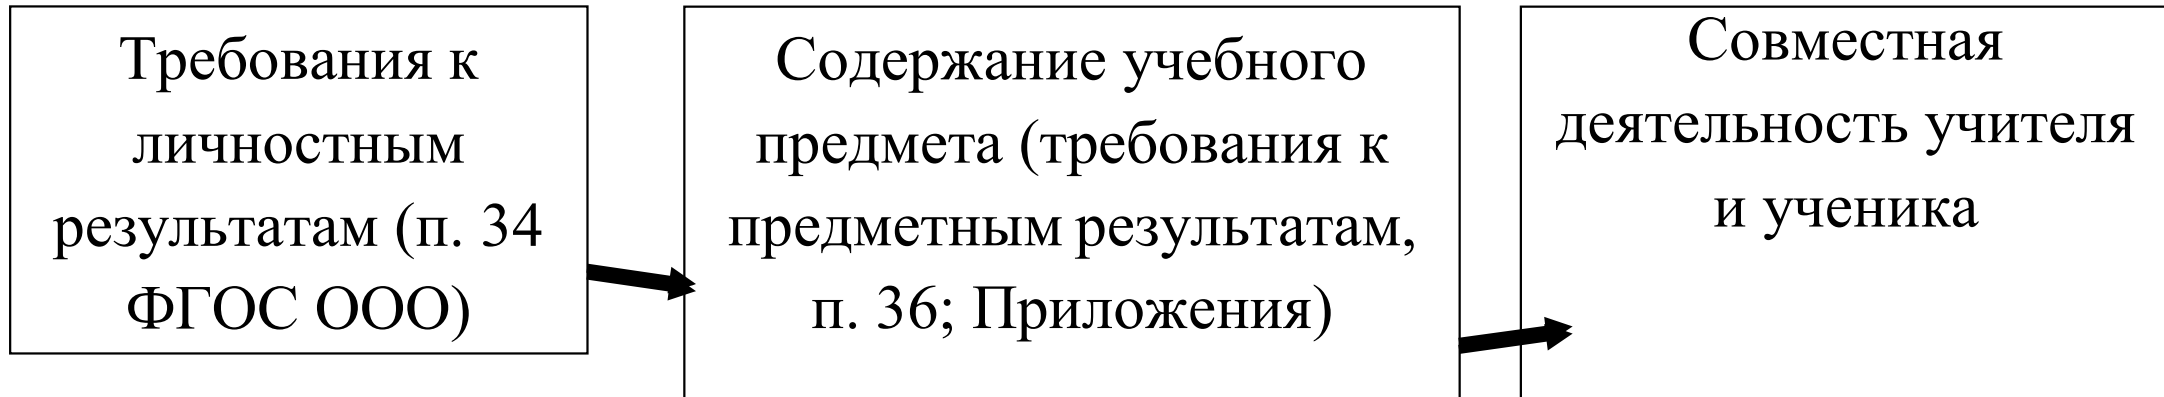 Требования к
личностным
результатам (п. 34
ФГОС ООО)
Содержание учебного
предмета (требования к
предметным результатам,
п. 36; Приложения)
Совместная
деятельность учителя
и ученика